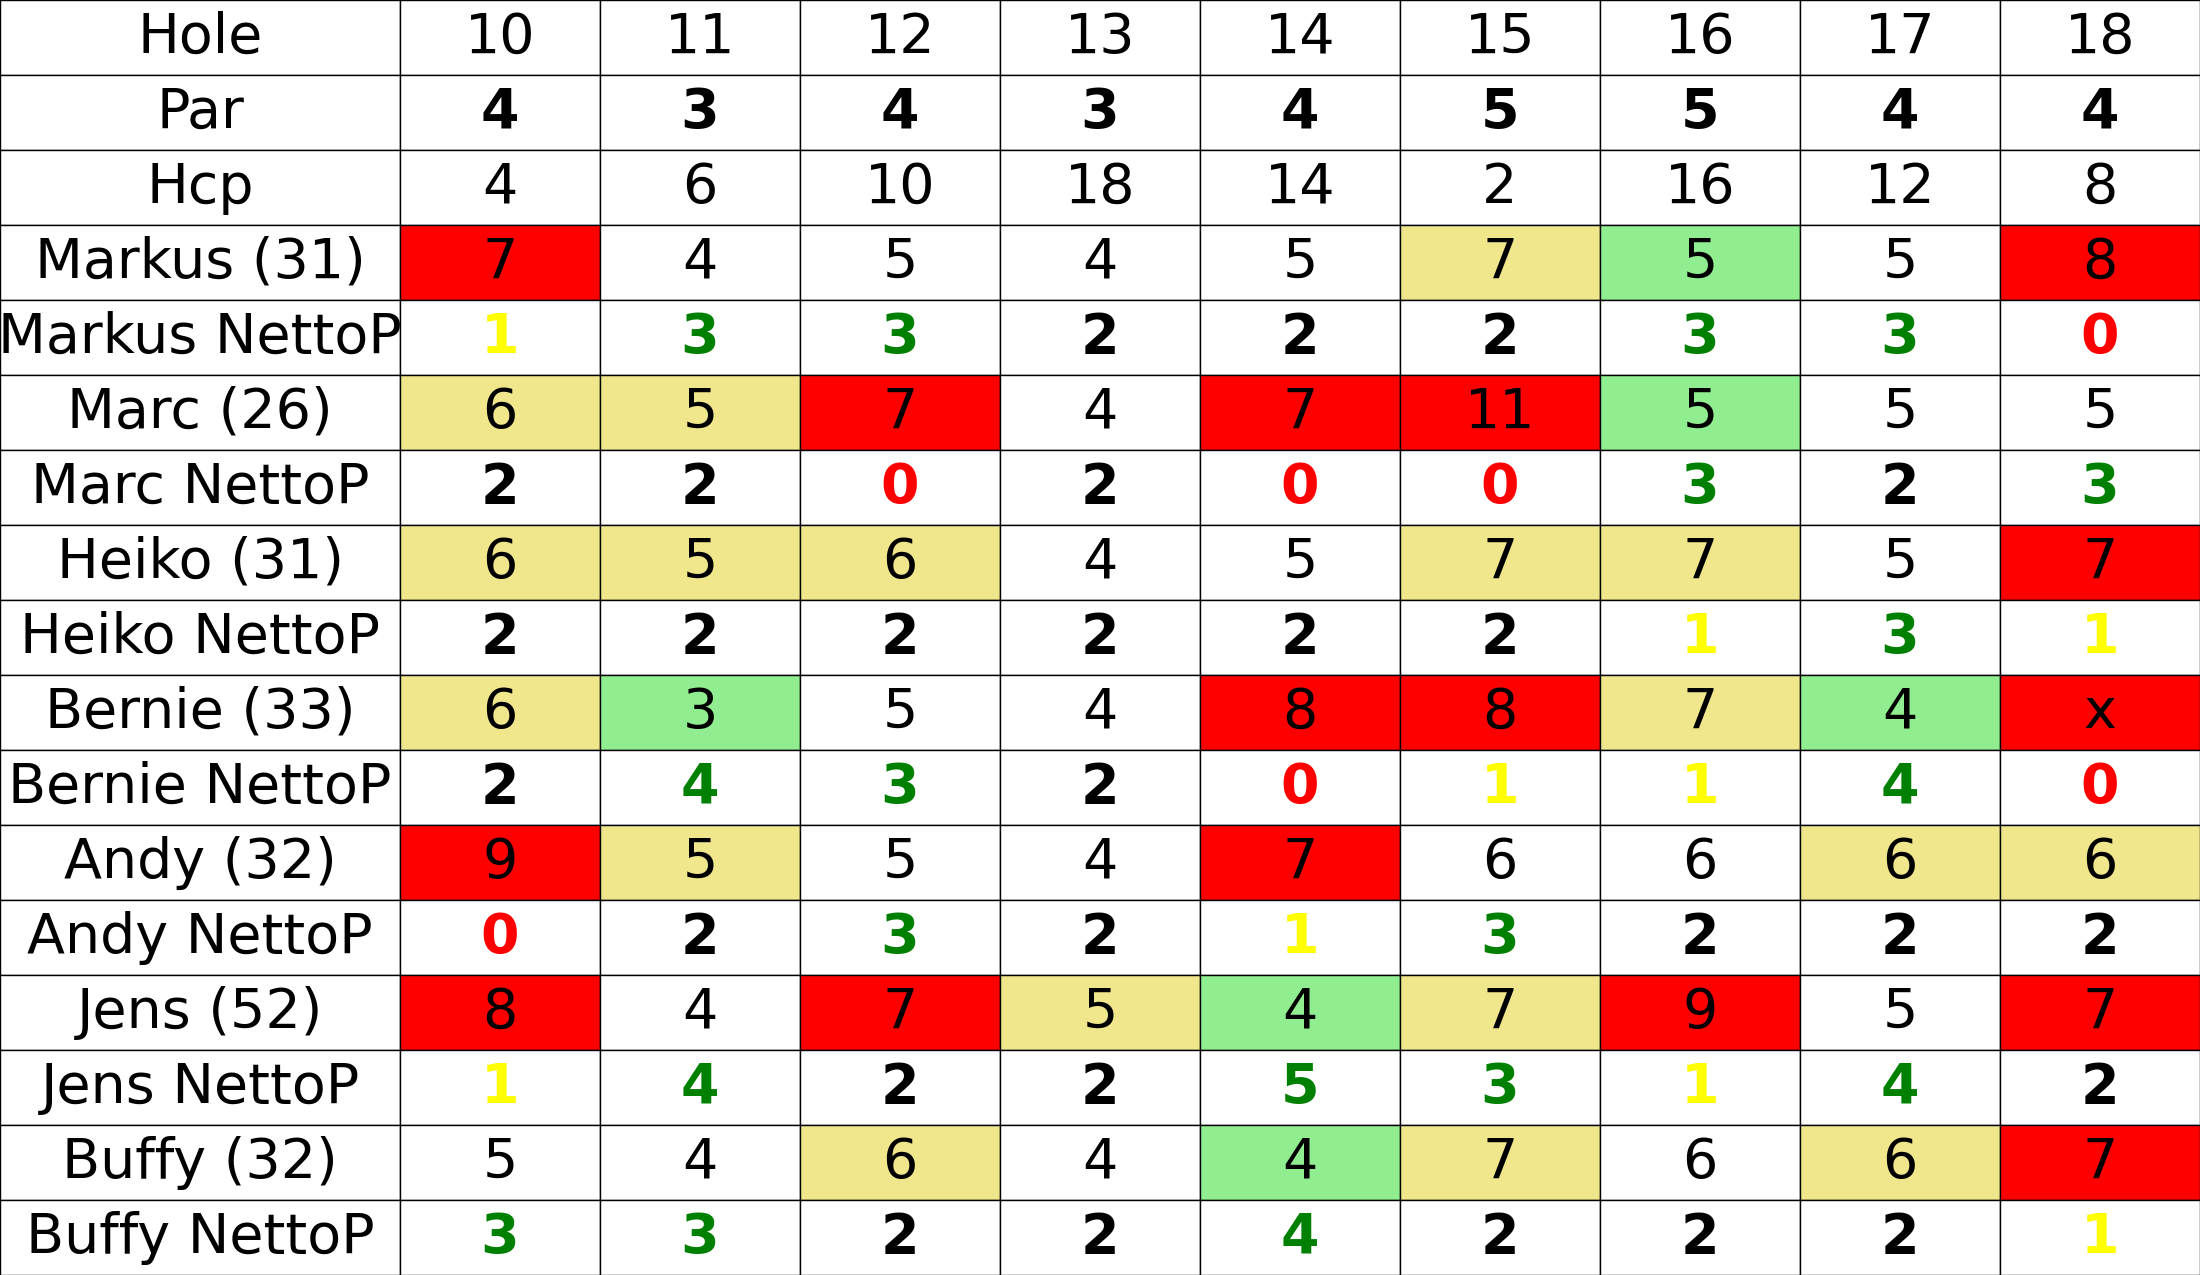 Hole 10 11 12 13 14 15 16 17 18
Par 4 3 4 3 4 5 5 4 4
Hcp 4 6 10 18 14 2 16 12 8
Markus (31) 7 4 5 4 5 7 5 5 8
Markus NettoP 1 3 3 2 2 2 3 3 0
Marc (26) 6 5 7 4 7 11 5 5 5
Marc NettoP 2 2 0 2 0 0 3 2 3
Heiko (31) 6 5 6 4 5 7 7 5 7
Heiko NettoP 2 2 2 2 2 2 1 3 1
Bernie (33) 6 3 5 4 8 8 7 4 x
Bernie NettoP 2 4 3 2 0 1 1 4 0
Andy (32) 9 5 5 4 7 6 6 6 6
Andy NettoP 0 2 3 2 1 3 2 2 2
Jens (52) 8 4 7 5 4 7 9 5 7
Jens NettoP 1 4 2 2 5 3 1 4 2
Buffy (32) 5 4 6 4 4 7 6 6 7
Buffy NettoP 3 3 2 2 4 2 2 2 1